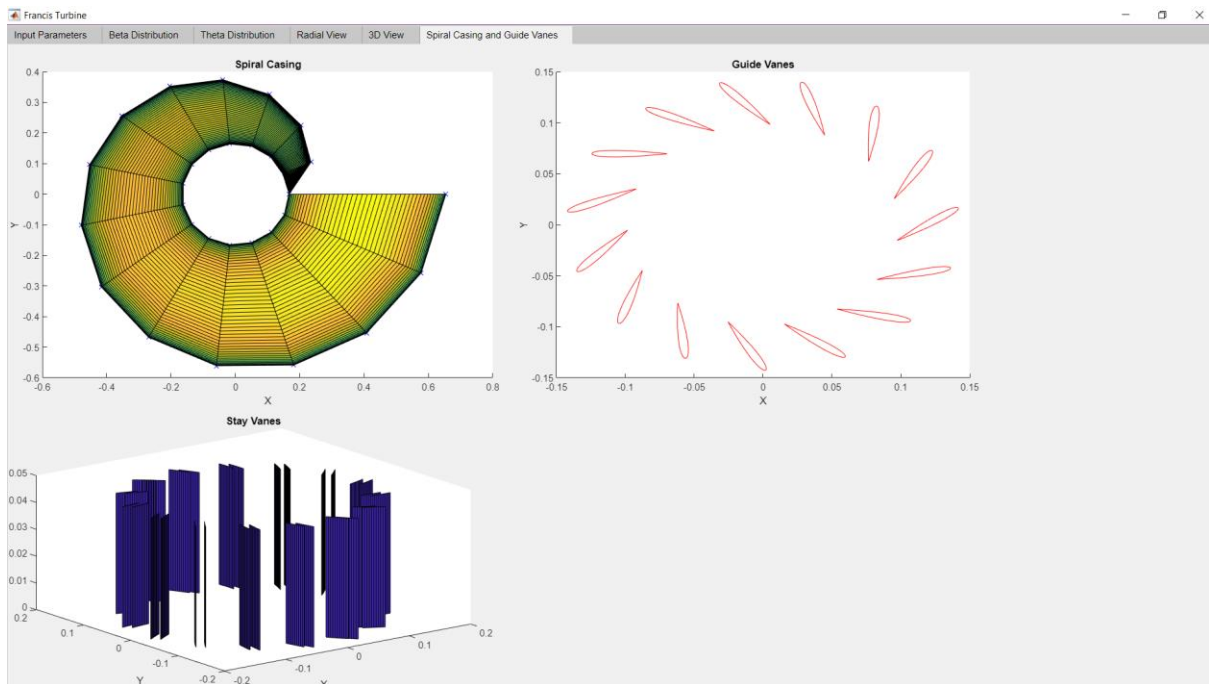 Francis Turbine
Input Parameters Beta Distribution Theta Distribution Radial View 3D View Spiral Casing and Guide Vanes
Spiral Casing
0.4
0.3
0.2
0.1
0
-0.1
-0.2
-0.3
-0.4
-0.5
-0.6
Y
-0.6 -0.4 -0.2 0 0.2 0.4 0.6 0.8
X
Guide Vanes
0.15
0.1
0.05
0
-0.05
-0.1
-0.15
Y
-0.15 -0.1 -0.05 0 0.05 0.1 0.15
X
Stay Vanes
0.05
0.04
0.03
0.02
0.01
0
0.2
0.1
0
-0.1
-0.2
Y
-0.2
-0.1
0
0.1
0.2